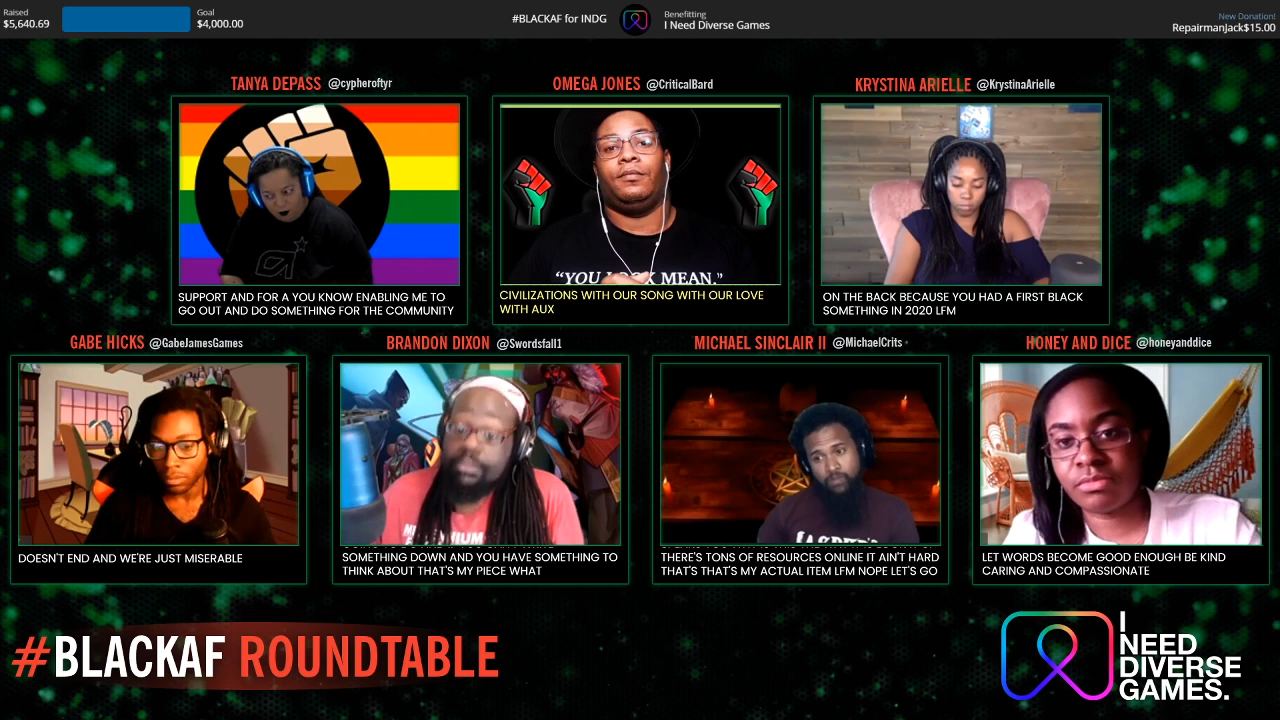 Raised
$5,640.69
Goal
$4,000.00
#BLACKAF for INDG
Benefitting
I Need Diverse Games
New Donation!
RepairmanJack$15.00
TANYA DEPASS @cypheroftyr
OMEGA JONES @CriticalBard
KRYSTINA ARIELLE @KrystinaArielle
"YOU LOOK MEAN."
SUPPORT AND FOR A YOU KNOW ENABLING ME TO
GO OUT AND DO SOMETHING FOR THE COMMUNITY
CIVILIZATIONS WITH OUR SONG WITH OUR LOVE
WITH AUX
ON THE BACK BECAUSE YOU HAD A FIRST BLACK
SOMETHING IN 2020 LFM
GABE HICKS @GabeJamesGames
BRANDON DIXON @Swordsfall1
MICHAEL SINCLAIR II @MichaelCrits
HONEY AND DICE @honeyanddice
DOESN'T END AND WE'RE JUST MISERABLE
SOMETHING DOWN AND YOU HAVE SOMETHING TO
THINK ABOUT THAT'S MY PIECE WHAT
THERE'S TONS OF RESOURCES ONLINE IT AIN'T HARD
THAT'S THAT'S MY ACTUAL ITEM LFM NOPE LET'S GO
LET WORDS BECOME GOOD ENOUGH BE KIND
CARING AND COMPASSIONATE
#BLACKAF ROUNDTABLE
I
NEED
DIVERSE
GAMES.